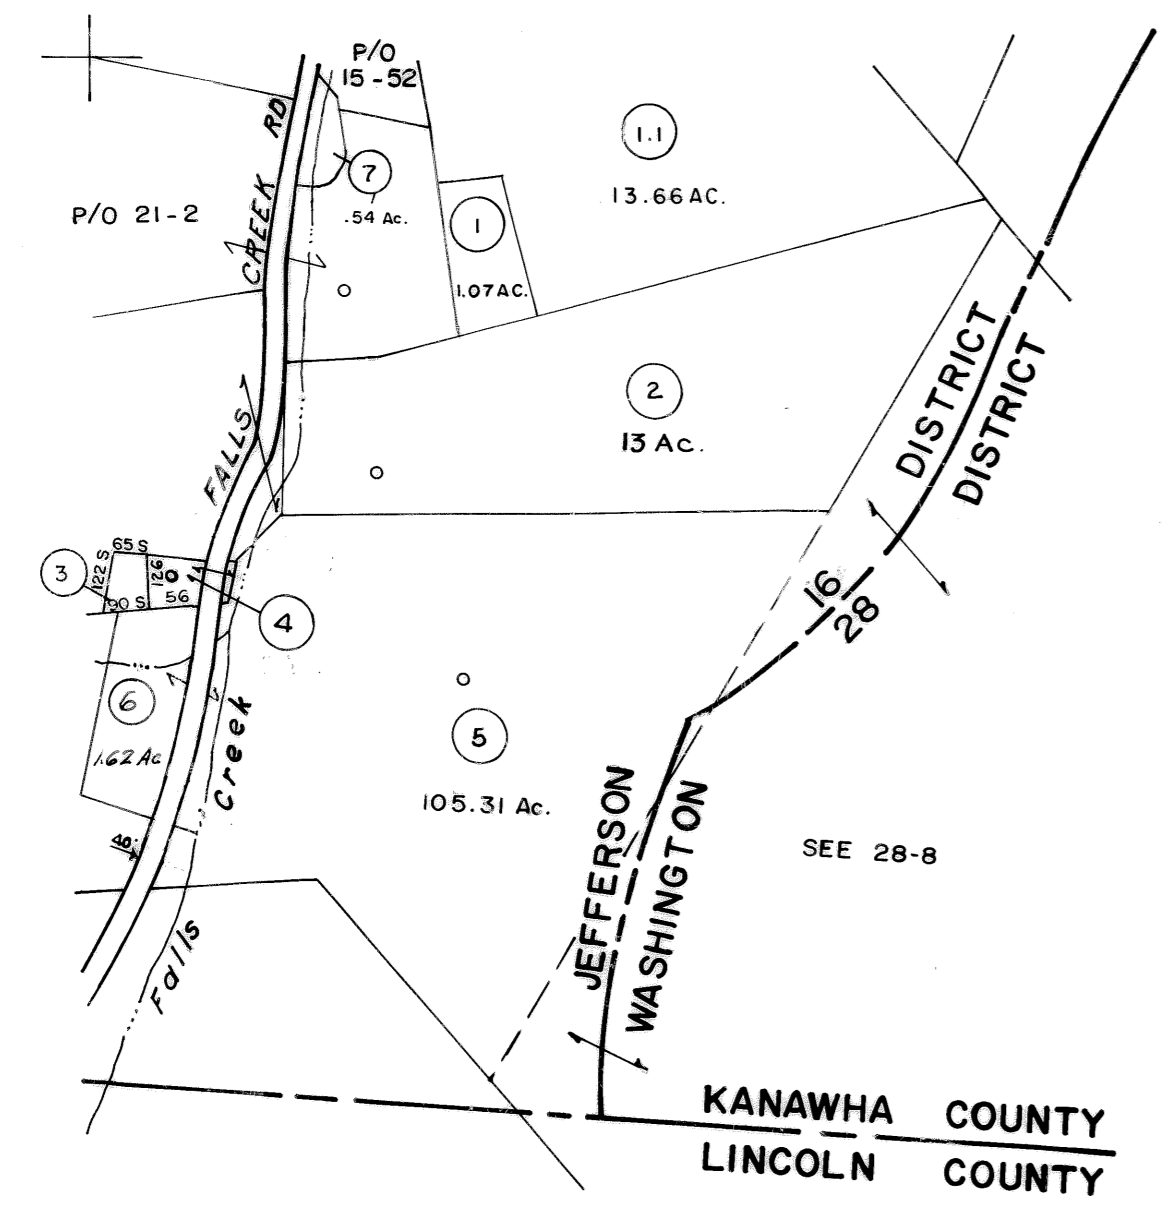 P/O
15-52
RD
CREEK
FALLS
1.1
13.66 AC.
7
.54 Ac.
P/O 21-2
1
1.07 AC.
2
13 Ac.
DISTRICT
DISTRICT
65 S
122 S
126
3
90 S
56
4
16
28
6
1.62 Ac
5
105.31 Ac.
Falls Creek
40'
JEFFERSON
WASHINGTON
SEE 28-8
KANAWHA COUNTY
LINCOLN COUNTY